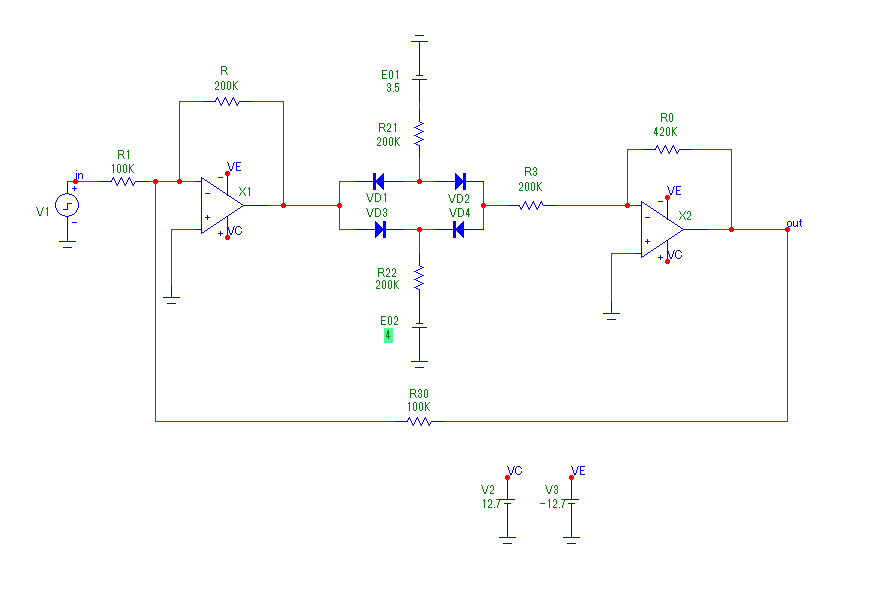 E01
3.5
R
200K
R21
200K
R0
420K
R1
100K
in
+
V1
−
VE
−
X1
−
+
+
VC
VD1
VD3
VD2
VD4
R3
200K
VE
−
X2
−
+
+
VC
out
R22
200K
E02
4
R30
100K
VC
V2
12.7
VE
V3
-12.7